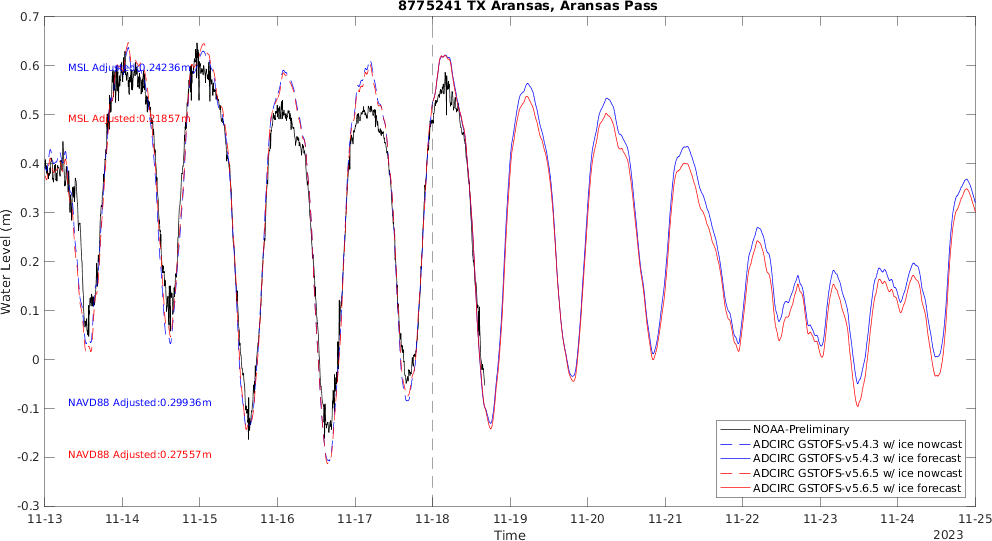 8775241 TX Aransas, Aransas Pass
0.7
0.6
0.5
0.4
0.3
0.2
0.1
0
-0.1
-0.2
-0.3
Water Level (m)
MSL Adjusted:0.24236m
MSL Adjusted:0.21857m
NAVD88 Adjusted:0.29936m
NAVD88 Adjusted:0.27557m
NOAA-Preliminary
ADCIRC GSTOFS-v5.4.3 w/ ice nowcast
ADCIRC GSTOFS-v5.4.3 w/ ice forecast
ADCIRC GSTOFS-v5.6.5 w/ ice nowcast
ADCIRC GSTOFS-v5.6.5 w/ ice forecast
11-13 11-14 11-15 11-16 11-17 11-18 11-19 11-20 11-21 11-22 11-23 11-24 11-25
Time
2023